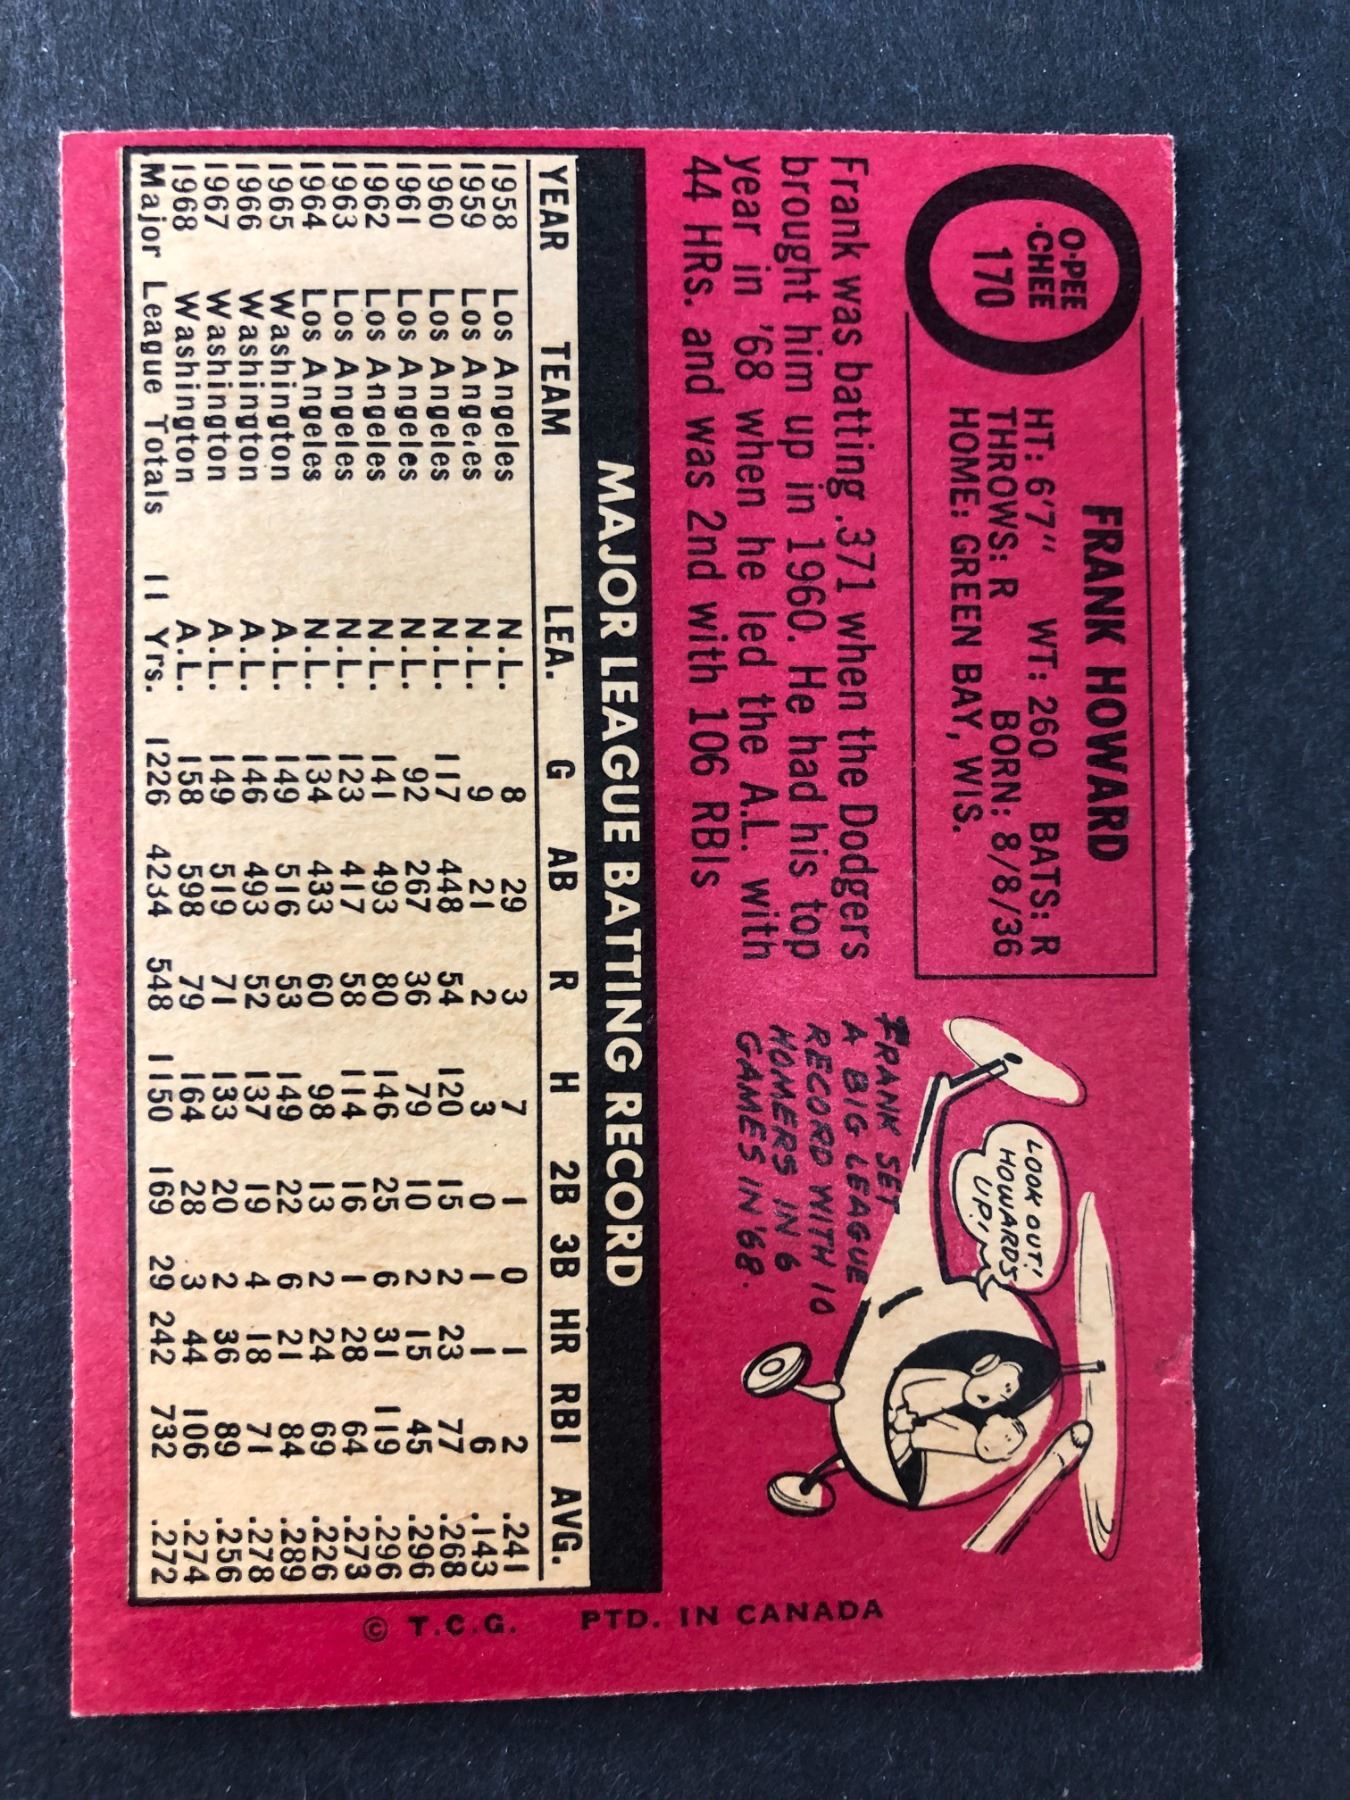 O-PEE
-CHEE
170
FRANK HOWARD
HT: 6'7" WT: 260 BATS: R
THROWS: R BORN: 8/8/36
HOME: GREEN BAY, WIS.
Frank was batting .371 when the Dodgers
brought him up in 1960. He had his top
year in '68 when he led the A.L. with
44 HRs. and was 2nd with 106 RBIs
LOOK OUT!
HOWARD'S
UP!
FRANK SET
A BIG LEAGUE
RECORD WITH 10
HOMERS IN 6
GAMES IN '68.
MAJOR LEAGUE BATTING RECORD
YEAR TEAM LEA. G AB R H 2B 3B HR RBI AVG.
1958 Los Angeles N.L. 8 29 3 7 1 0 1 2 .241
1959 Los Angeles N.L. 9 21 2 3 0 1 1 6 .143
1960 Los Angeles N.L. 117 448 54 120 15 2 23 77 .268
1961 Los Angeles N.L. 92 267 36 79 10 2 15 45 .296
1962 Los Angeles N.L. 141 493 80 146 25 6 31 119 .296
1963 Los Angeles N.L. 123 417 58 114 16 1 28 64 .273
1964 Los Angeles N.L. 134 433 60 98 13 2 24 69 .226
1965 Washington A.L. 149 516 53 149 22 6 21 84 .289
1966 Washington A.L. 146 493 52 137 19 4 18 71 .278
1967 Washington A.L. 149 519 71 133 20 2 36 89 .256
1968 Washington A.L. 158 598 79 164 28 3 44 106 .274
Major League Totals 11 Yrs. 1226 4234 548 1150 169 29 242 732 .272
© T.C.G. PTD. IN CANADA